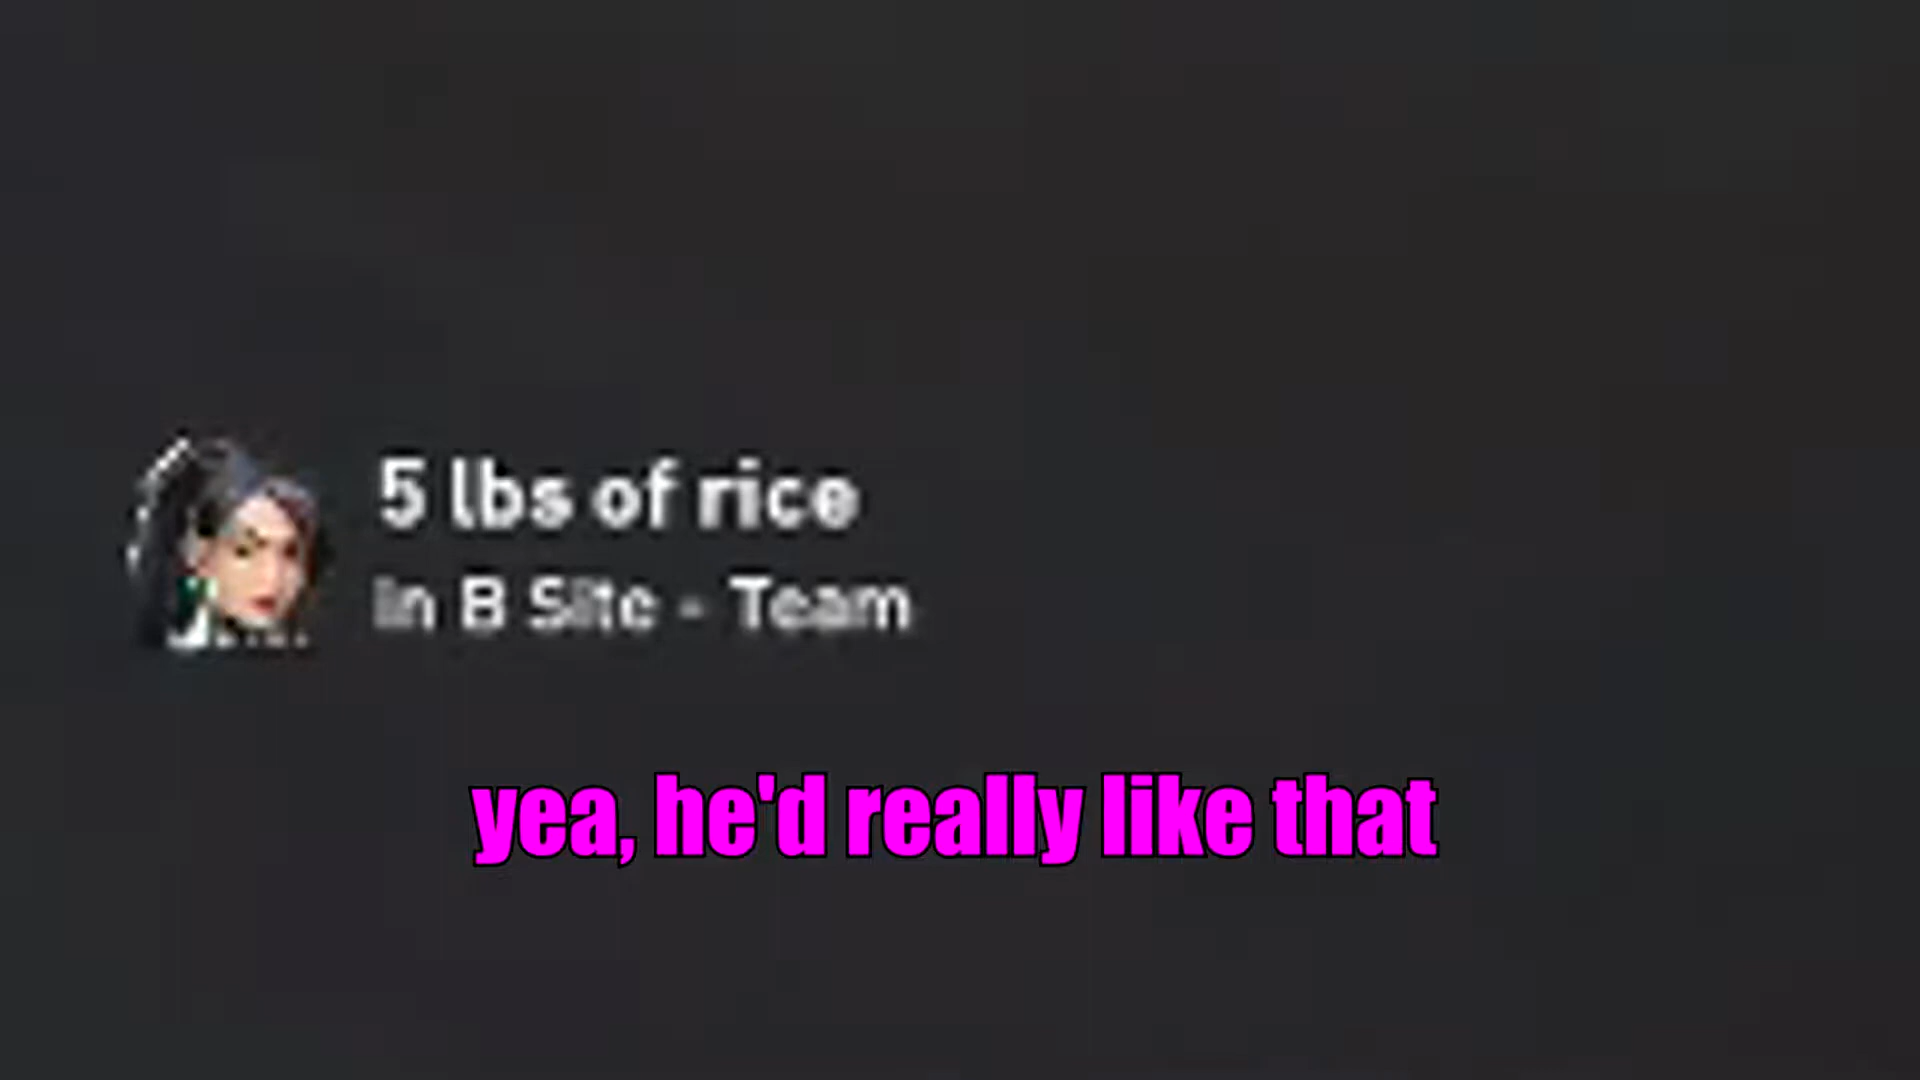 5 lbs of rice
In B Site - Team
yea, he'd really like that